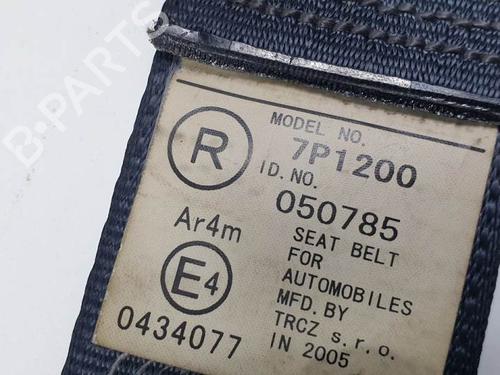 B-PARTS
MODEL NO.
7P1200
ID. NO.
050785
R
Ar4m
E4
0434077
SEAT BELT
FOR
AUTOMOBILES
MFD. BY
TRCZ s.r.o.
IN 2005